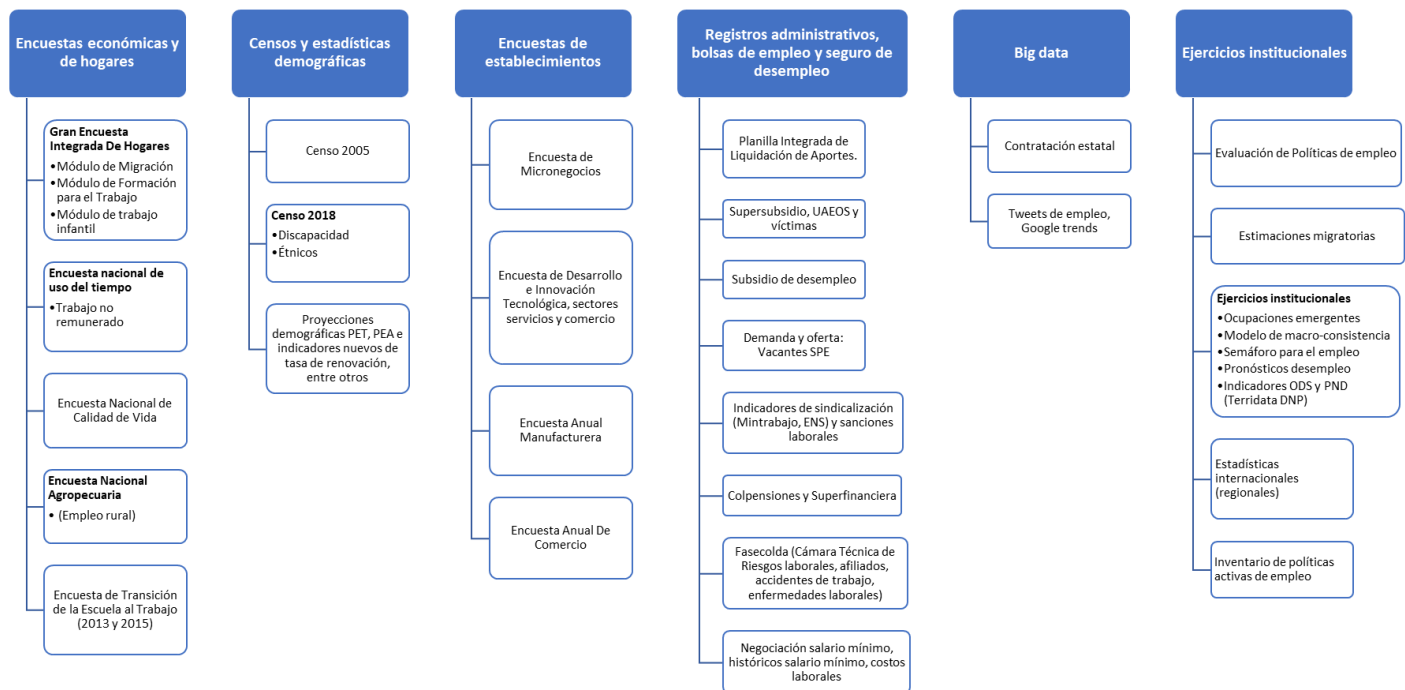 Encuestas económicas y
de hogares
Gran Encuesta
Integrada De Hogares
•Módulo de Migración
•Módulo de Formación
para el Trabajo
•Módulo de trabajo
infantil
Encuesta nacional de
uso del tiempo
•Trabajo no
remunerado
Encuesta Nacional de
Calidad de Vida
Encuesta Nacional
Agropecuaria
• (Empleo rural)
Encuesta de Transición
de la Escuela al Trabajo
(2013 y 2015)
Censos y estadísticas
demográficas
Censo 2005
Censo 2018
•Discapacidad
•Étnicos
Proyecciones
demográficas PET, PEA e
indicadores nuevos de
tasa de renovación,
entre otros
Encuestas de
establecimientos
Encuesta de
Micronegocios
Encuesta de Desarrollo
e Innovación
Tecnológica, sectores
servicios y comercio
Encuesta Anual
Manufacturera
Encuesta Anual De
Comercio
Registros administrativos,
bolsas de empleo y seguro de
desempleo
Planilla Integrada de
Liquidación de Aportes.
Supersubsidio, UAEOS y
víctimas
Subsidio de desempleo
Demanda y oferta:
Vacantes SPE
Indicadores de sindicalización
(Mintrabajo, ENS) y sanciones
laborales
Colpensiones y Superfinanciera
Fasecolda (Cámara Técnica de
Riesgos laborales, afiliados,
accidentes de trabajo,
enfermedades laborales)
Negociación salario mínimo,
históricos salario mínimo, costos
laborales
Big data
Contratación estatal
Tweets de empleo,
Google trends
Ejercicios institucionales
Evaluación de Políticas de empleo
Estimaciones migratorias
Ejercicios institucionales
•Ocupaciones emergentes
•Modelo de macro-consistencia
•Semáforo para el empleo
•Pronósticos desempleo
•Indicadores ODS y PND
(Terridata DNP)
Estadísticas
internacionales
(regionales)
Inventario de políticas
activas de empleo